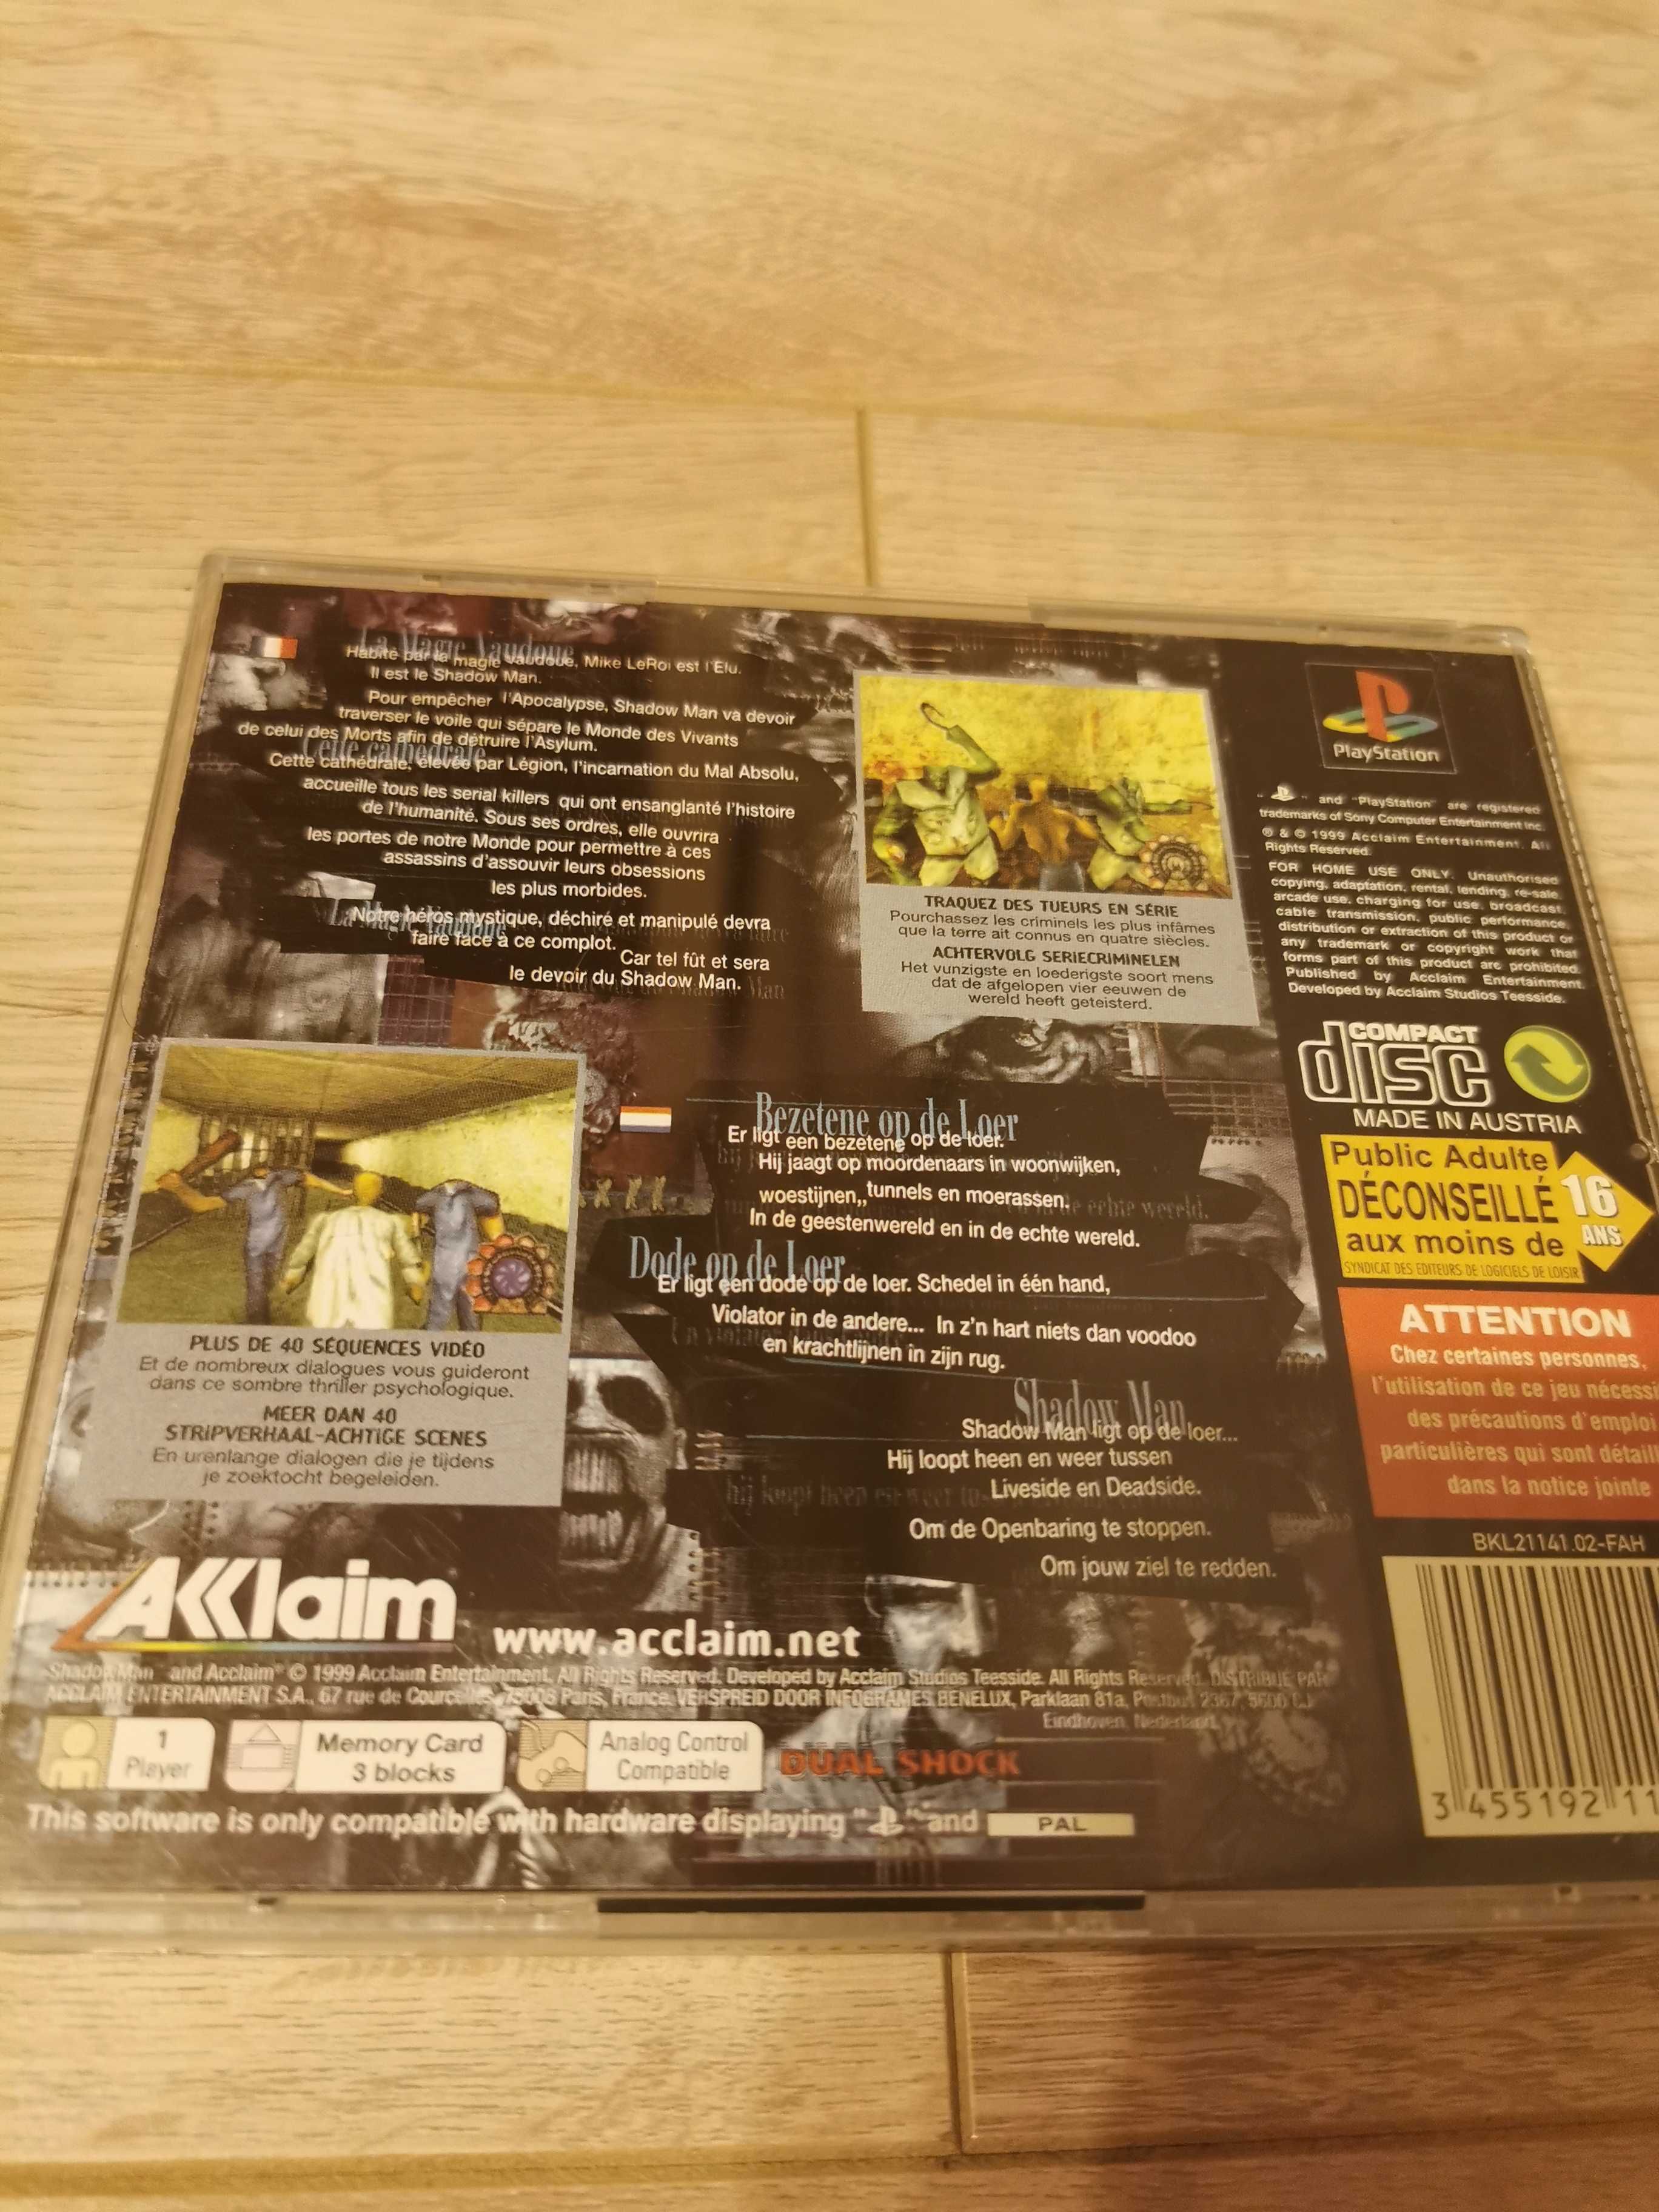 La Magie Vaudoue
Habité par la magie Vaudoue, Mike LeRoi est l'Élu.
Il est le Shadow Man.
Pour empêcher l'Apocalypse, Shadow Man va devoir
traverser le voile qui sépare le Monde des Vivants
de celui des Morts afin de détruire l'Asylum.
Cette cathédrale
Cette cathédrale, élevée par Légion, l'incarnation du Mal Absolu,
accueille tous les serial killers qui ont ensanglanté l'histoire
de l'humanité. Sous ses ordres, elle ouvrira
les portes de notre Monde pour permettre à ces
assassins d'assouvir leurs obsessions
les plus morbides.
Notre héros mystique, déchiré et manipulé devra
faire face à ce complot.
Car tel fût et sera
le devoir du Shadow Man.
TRAQUEZ DES TUEURS EN SÉRIE
Pourchassez les criminels les plus infâmes
que la terre ait connus en quatre siècles.
ACHTERVOLG SERIECRIMINELEN
Het vunzigste en loederigste soort mens
dat de afgelopen vier eeuwen de
wereld heeft geteisterd.
PLUS DE 40 SÉQUENCES VIDÉO
Et de nombreux dialogues vous guideront
dans ce sombre thriller psychologique.
MEER DAN 40
STRIPVERHAAL-ACHTIGE SCENES
En urenlange dialogen die je tijdens
je zoektocht begeleiden.
Bezetene op de Loer
Er ligt een bezetene op de loer.
Hij jaagt op moordenaars in woonwijken,
woestijnen,,tunnels en moerassen.
In de geestenwereld en in de echte wereld.
Dode op de Loer
Er ligt een dode op de loer. Schedel in één hand,
Violator in de andere... In z'n hart niets dan voodoo
en krachtlijnen in zijn rug.
Shadow Man
Shadow Man ligt op de loer...
Hij loopt heen en weer tussen
Liveside en Deadside.
Om de Openbaring te stoppen.
Om jouw ziel te redden.
PlayStation
" " and "PlayStation" are registered
trademarks of Sony Computer Entertainment Inc.
® & © 1999 Acclaim Entertainment. All
Rights Reserved.
FOR HOME USE ONLY. Unauthorised
copying, adaptation, rental, lending, re-sale,
arcade use, charging for use, broadcast,
cable transmission, public performance,
distribution or extraction of this product or
any trademark or copyright work that
forms part of this product are prohibited.
Published by Acclaim Entertainment.
Developed by Acclaim Studios Teesside.
COMPACT
disc
MADE IN AUSTRIA
Public Adulte
DÉCONSEILLÉ
aux moins de
16
ANS
SYNDICAT DES EDITEURS DE LOGICIELS DE LOISIR
ATTENTION
Chez certaines personnes,
l'utilisation de ce jeu nécessi
des précautions d'emploi
particulières qui sont détaill
dans la notice jointe
BKL21141.02-FAH
3 455192 11
AKKlaim
www.acclaim.net
Shadow Man and Acclaim ® © 1999 Acclaim Entertainment. All Rights Reserved. Developed by Acclaim Studios Teesside. All Rights Reserved. DISTRIBUE PAR
ACCLAIM ENTERTAINMENT S.A., 67 rue de Courcelles, 75008 Paris, France. VERSPREID DOOR INFOGRAMES BENELUX, Parklaan 81a, Postbus 2367, 5600 CJ
Eindhoven, Nederland.
1
Player
Memory Card
3 blocks
Analog Control
Compatible
DUAL SHOCK
This software is only compatible with hardware displaying " " and PAL